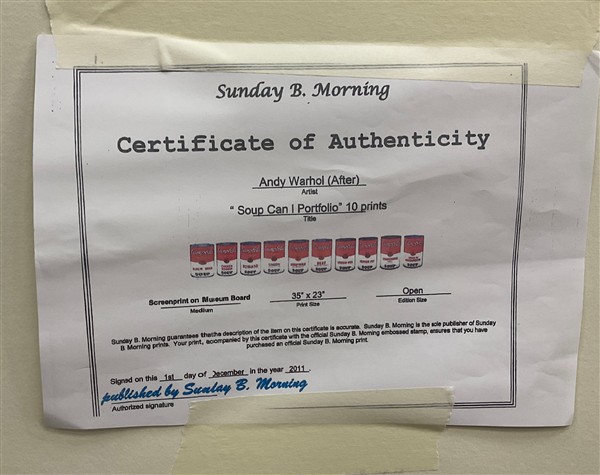 Sunday B. Morning
Certificate of Authenticity
Andy Warhol (After)
Artist
" Soup Can I Portfolio" 10 prints
Title
Screenprint on Museum Board
Medium
35" x 23"
Print Size
Open
Edition Size
Sunday B. Morning guarantees that the description of the item on this certificate is accurate. Sunday B. Morning is the sole publisher of Sunday
B. Morning prints. Your print, accompanied by this certificate with the official Sunday B. Morning embossed stamp, ensures that you have
purchased an official Sunday B. Morning print.
Signed on this 1st day of December in the year 2011.
published by Sunday B. Morning
Authorized signature